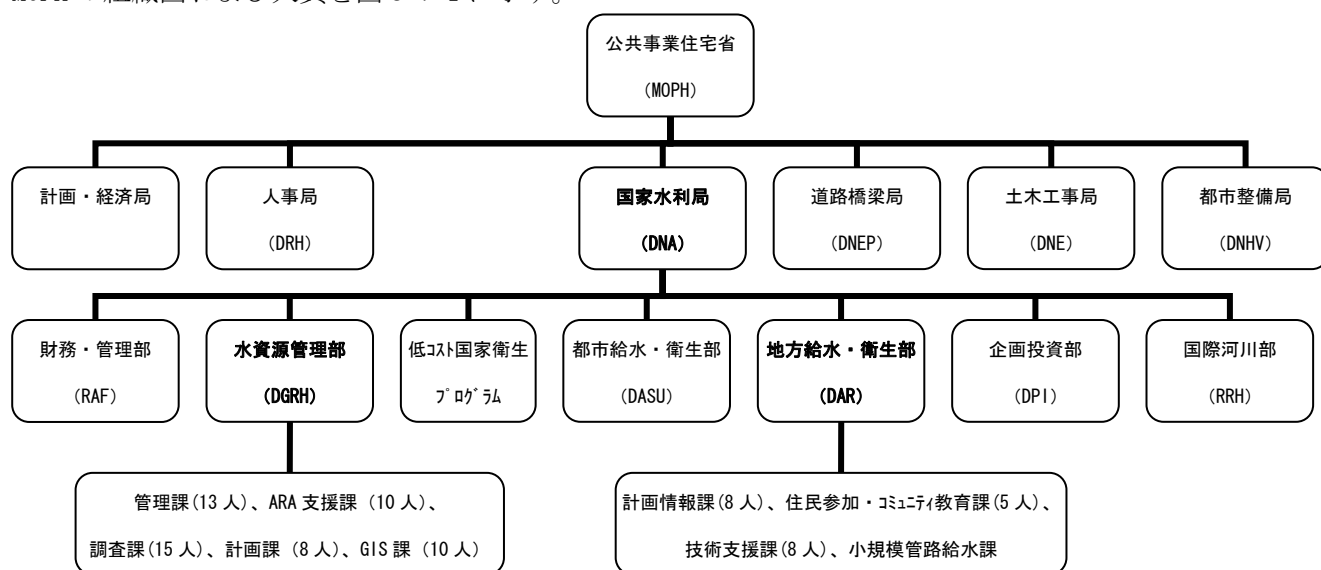 公共事業住宅省
(MOPH)
計画・経済局
人事局
(DRH)
国家水利局
(DNA)
道路橋梁局
(DNEP)
土木工事局
(DNE)
都市整備局
(DNHV)
財務・管理部
(RAF)
水資源管理部
(DGRH)
低ｺｽﾄ国家衛生
ﾌﾟﾛｸﾞﾗﾑ
都市給水・衛生部
(DASU)
地方給水・衛生部
(DAR)
企画投資部
(DPI)
国際河川部
(RRH)
管理課(13 人)、ARA 支援課 (10 人)、
調査課(15 人)、計画課 (8 人)、GIS 課 (10 人)
計画情報課(8 人)、住民参加・ｺﾐｭﾆﾃｨ教育課(5 人)、
技術支援課(8 人)、小規模管路給水課